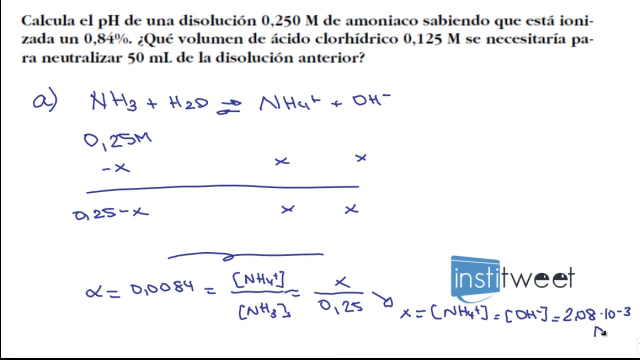 Calcula el pH de una disolución 0,250 M de amoniaco sabiendo que está ioni-
zada un 0,84%. ¿Qué volumen de ácido clorhídrico 0,125 M se necesitaría pa-
ra neutralizar 50 mL de la disolución anterior?
a) NH3 + H2O ⇌ NH4+ + OH-
0,25M
-x x x
0,25-x x x
α = 0,0084 = [NH4+]/[NH3] = x/0,25 → x = [NH4+] = [OH-] = 2,08·10-3
institweet